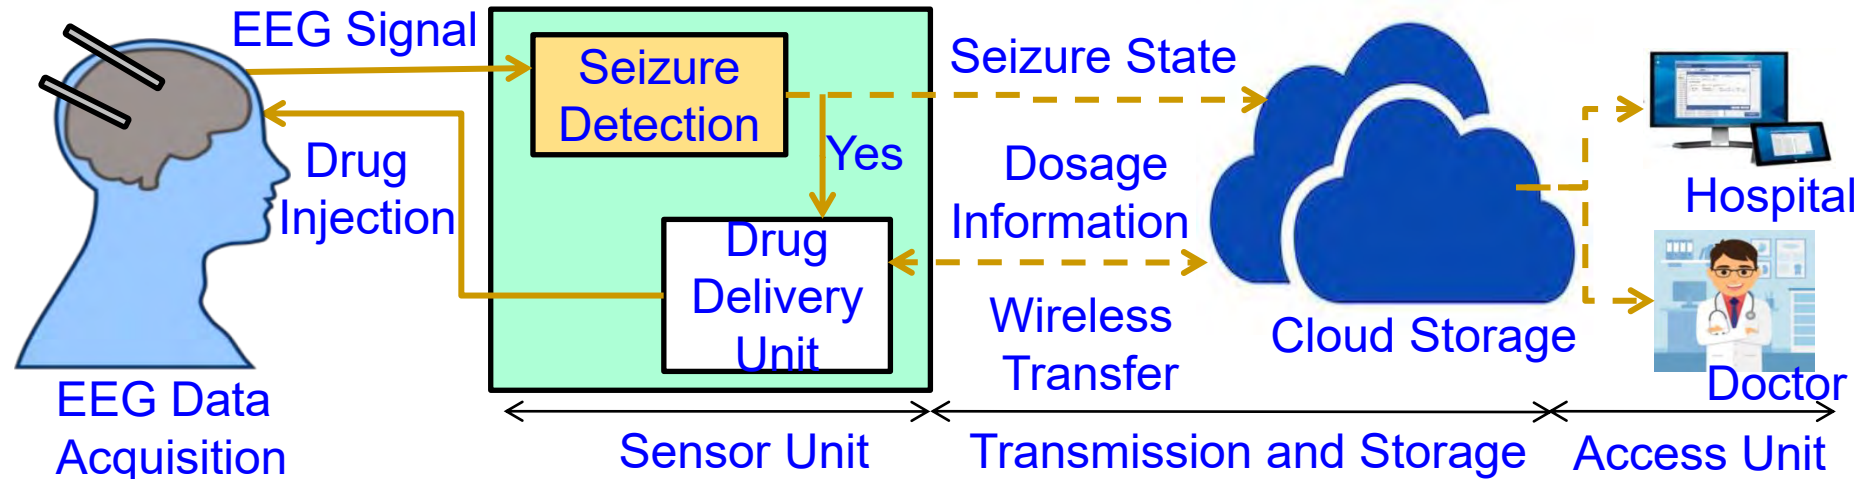 EEG Signal
Drug
Injection
EEG Data
Acquisition
Seizure
Detection
Yes
Drug
Delivery
Unit
Sensor Unit
Seizure State
Dosage
Information
Wireless
Transfer
Cloud Storage
Transmission and Storage
Hospital
Doctor
Access Unit